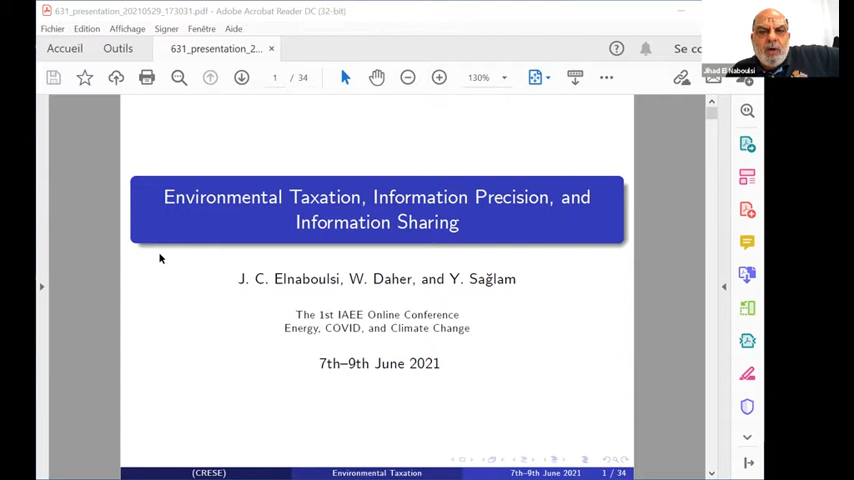 631_presentation_20210529_173031.pdf - Adobe Acrobat Reader DC (32-bit)
Fichier Edition Affichage Signer Fenêtre Aide
Accueil Outils 631_presentation_2... × Se co
1 / 34 130%
Jihad El Naboulsi
Environmental Taxation, Information Precision, and
Information Sharing
J. C. Elnaboulsi, W. Daher, and Y. Sağlam
The 1st IAEE Online Conference
Energy, COVID, and Climate Change
7th–9th June 2021
(CRESE) Environmental Taxation 7th–9th June 2021 1 / 34